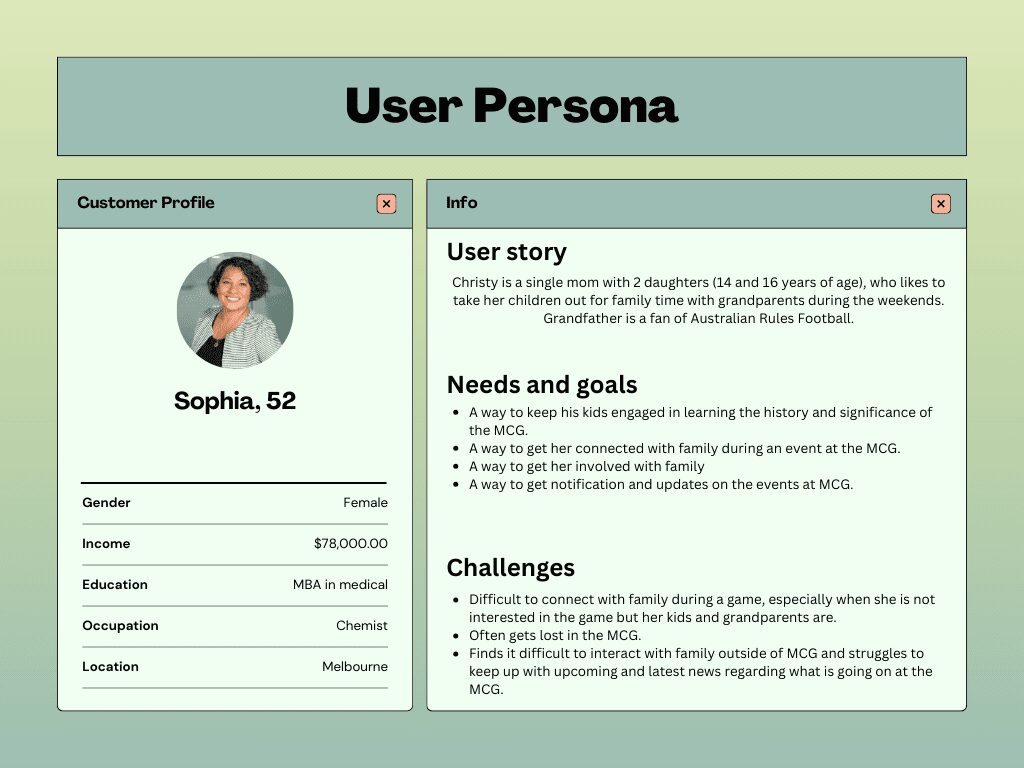 User Persona
Customer Profile
Sophia, 52
Gender Female
Income $78,000.00
Education MBA in medical
Occupation Chemist
Location Melbourne
Info
User story
Christy is a single mom with 2 daughters (14 and 16 years of age), who likes to
take her children out for family time with grandparents during the weekends.
Grandfather is a fan of Australian Rules Football.
Needs and goals
• A way to keep his kids engaged in learning the history and significance of
the MCG.
• A way to get her connected with family during an event at the MCG.
• A way to get her involved with family
• A way to get notification and updates on the events at MCG.
Challenges
• Difficult to connect with family during a game, especially when she is not
interested in the game but her kids and grandparents are.
• Often gets lost in the MCG.
• Finds it difficult to interact with family outside of MCG and struggles to
keep up with upcoming and latest news regarding what is going on at the
MCG.